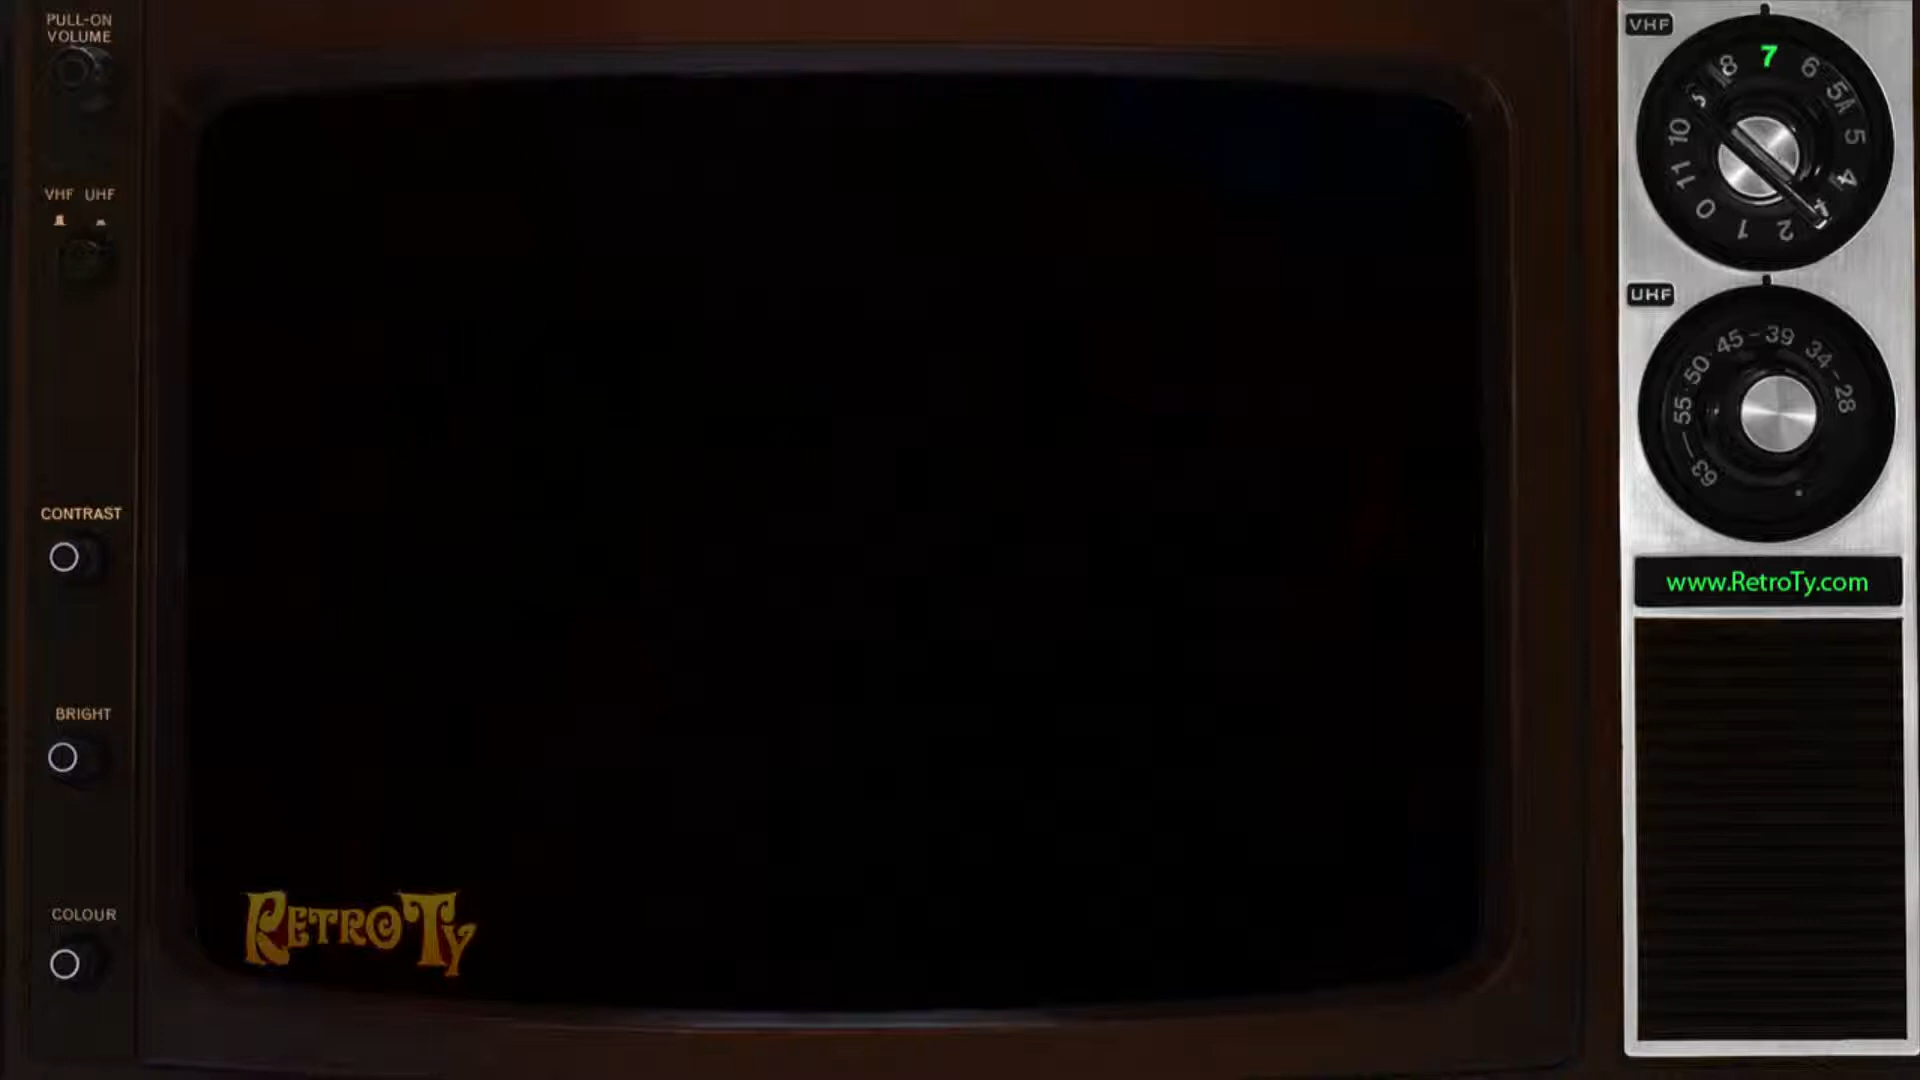 PULL-ON
VOLUME
VHF UHF
CONTRAST
BRIGHT
COLOUR
RETROTY
VHF
7
6
5A
5
4
2
1
0
11
10
8
UHF
63 55 50 45 39 34 28
www.RetroTy.com